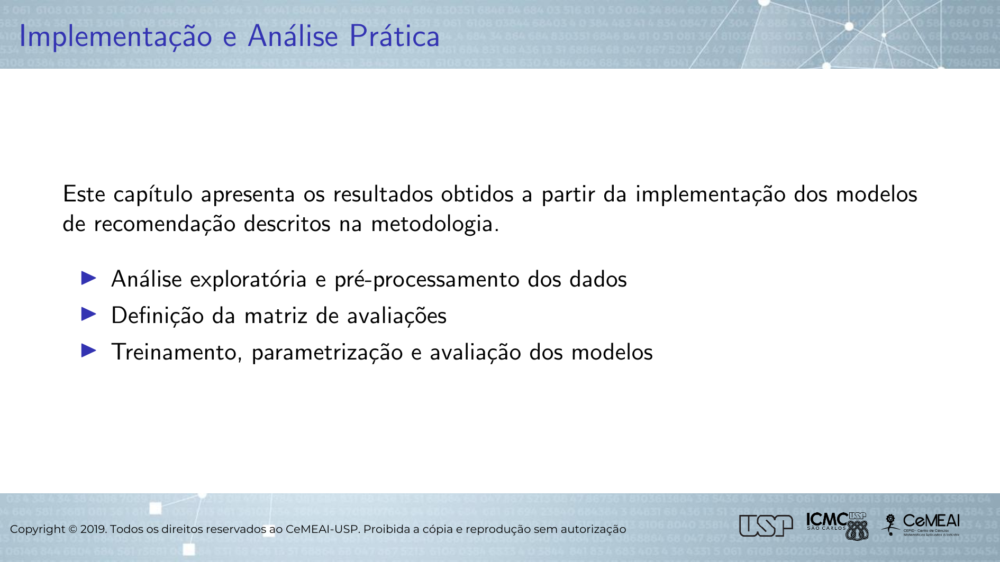 Implementação e Análise Prática
Este capítulo apresenta os resultados obtidos a partir da implementação dos modelos
de recomendação descritos na metodologia.
Análise exploratória e pré-processamento dos dados
Definição da matriz de avaliações
Treinamento, parametrização e avaliação dos modelos
Copyright © 2019. Todos os direitos reservados ao CeMEAI-USP. Proibida a cópia e reprodução sem autorização
USP
ICMC USP
SÃO CARLOS
CeMEAI
CEPID - Centro de Ciências
Matemáticas Aplicadas à Indústria